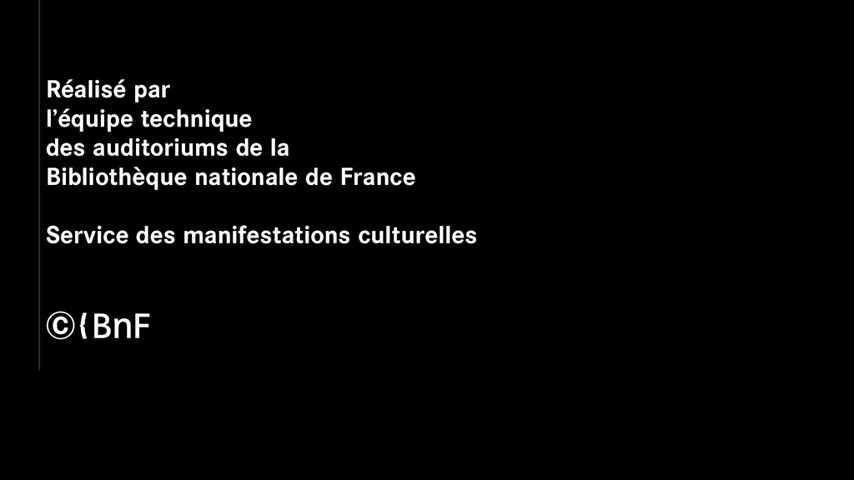 Réalisé par
l’équipe technique
des auditoriums de la
Bibliothèque nationale de France
Service des manifestations culturelles
©{BnF